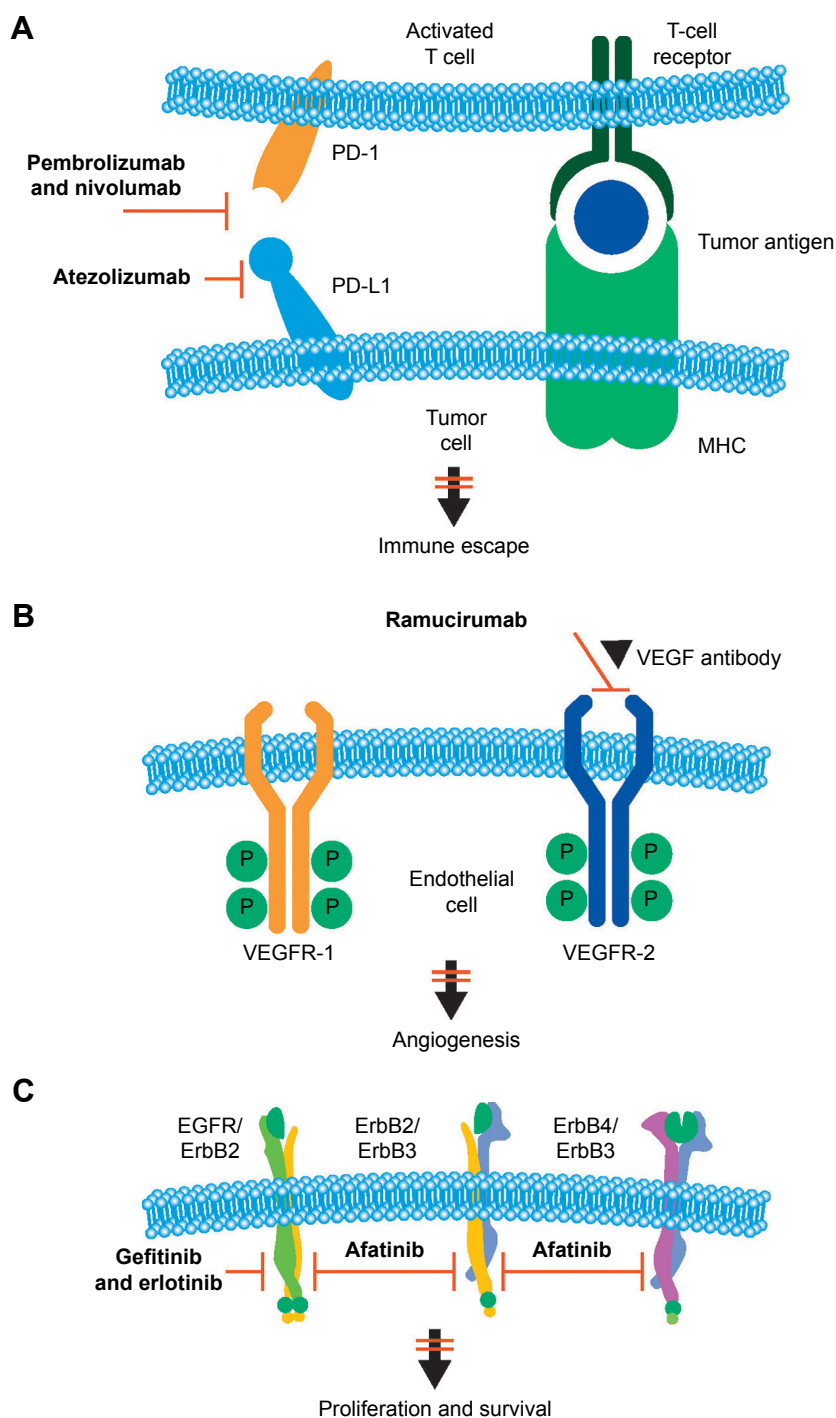 A
Activated
T cell
T-cell
receptor
PD-1
Pembrolizumab
and nivolumab
Tumor antigen
Atezolizumab
PD-L1
Tumor
cell
MHC
Immune escape
B
Ramucirumab
VEGF antibody
P
P
P
P
P
P
P
P
Endothelial
cell
VEGFR-1
VEGFR-2
Angiogenesis
C
EGFR/
ErbB2
ErbB2/
ErbB3
ErbB4/
ErbB3
Gefitinib
and erlotinib
Afatinib
Afatinib
Proliferation and survival